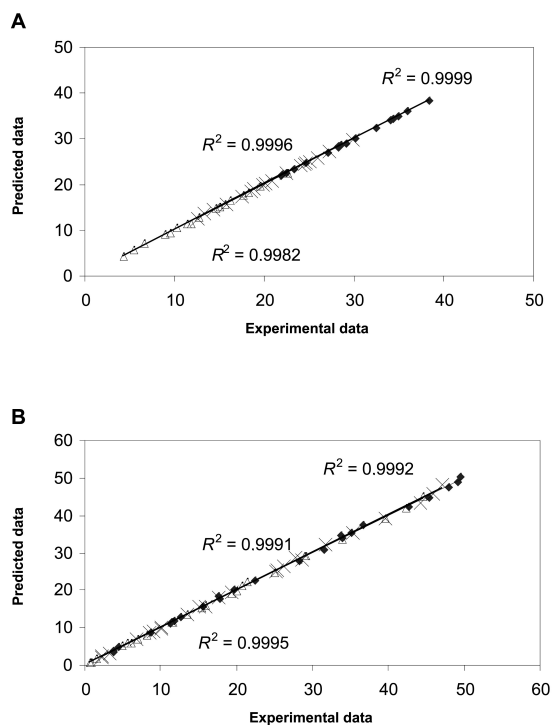 A
50
R² = 0.9999
40
R² = 0.9996
30
Predicted data
20
10
R² = 0.9982
0
0 10 20 30 40 50
Experimental data
B
60
R² = 0.9992
50
40
R² = 0.9991
30
Predicted data
20
10
R² = 0.9995
0
0 10 20 30 40 50 60
Experimental data